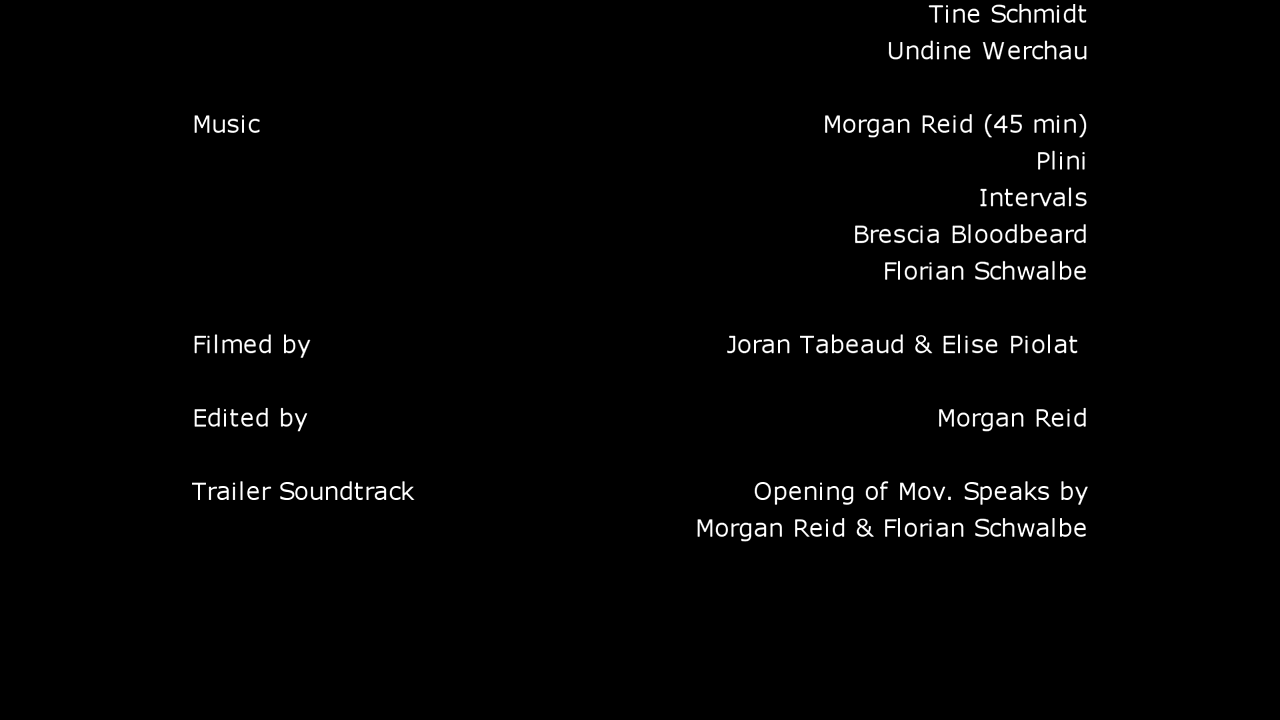 Tine Schmidt
Undine Werchau
Music Morgan Reid (45 min)
Plini
Intervals
Brescia Bloodbeard
Florian Schwalbe
Filmed by Joran Tabeaud & Elise Piolat
Edited by Morgan Reid
Trailer Soundtrack Opening of Mov. Speaks by
Morgan Reid & Florian Schwalbe